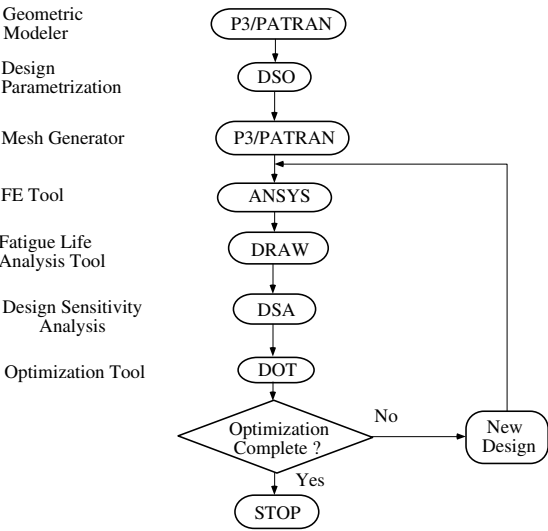 Geometric
Modeler
P3/PATRAN
Design
Parametrization
DSO
Mesh Generator
P3/PATRAN
FE Tool
ANSYS
Fatigue Life
Analysis Tool
DRAW
Design Sensitivity
Analysis
DSA
Optimization Tool
DOT
Optimization
Complete ?
No
New
Design
Yes
STOP